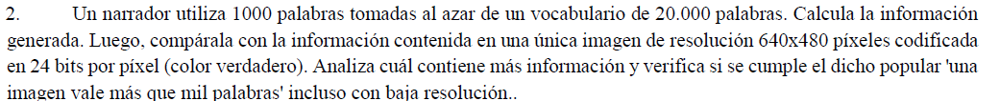 2. Un narrador utiliza 1000 palabras tomadas al azar de un vocabulario de 20.000 palabras. Calcula la información
generada. Luego, compárala con la información contenida en una única imagen de resolución 640x480 píxeles codificada
en 24 bits por píxel (color verdadero). Analiza cuál contiene más información y verifica si se cumple el dicho popular 'una
imagen vale más que mil palabras' incluso con baja resolución..